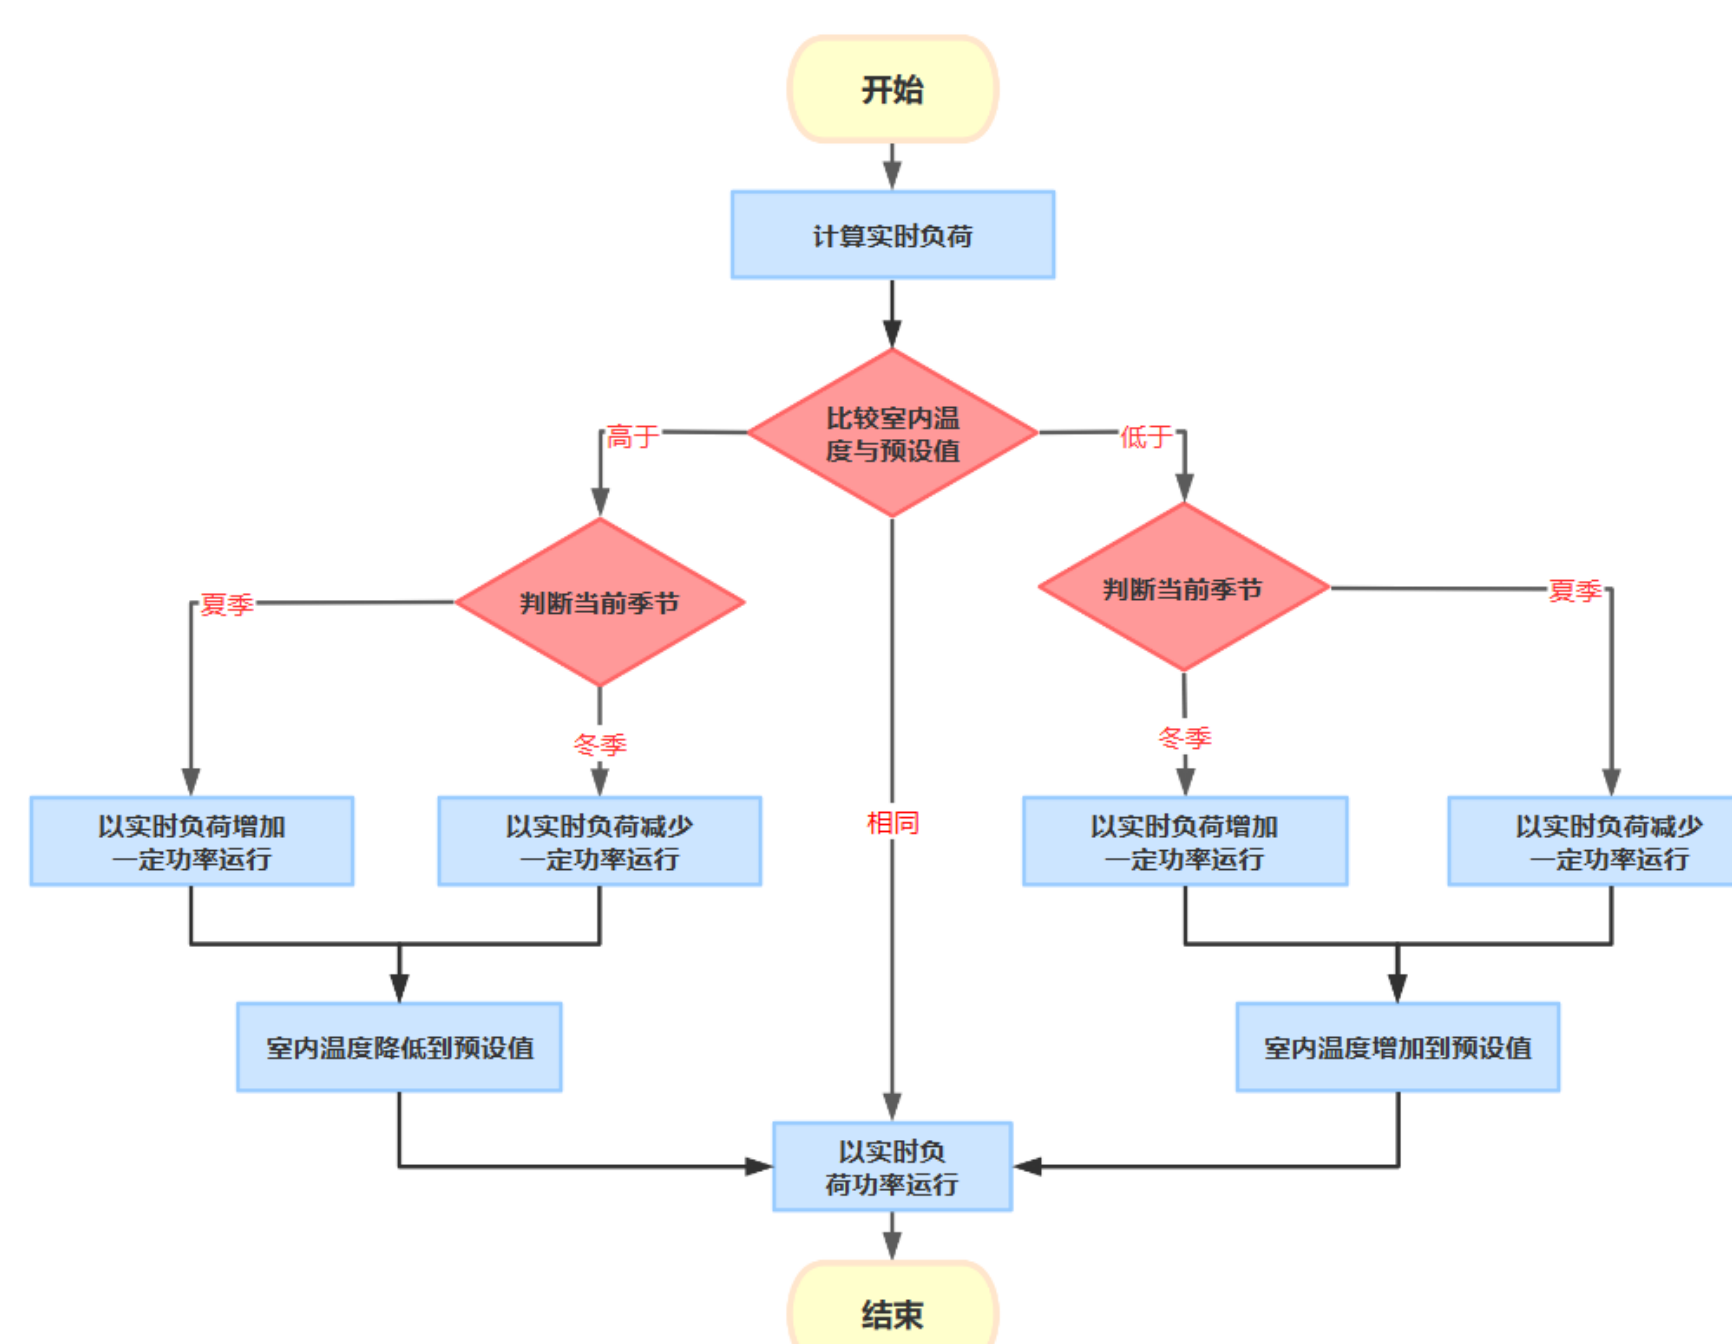 开始
计算实时负荷
比较室内温
度与预设值
高于
低于
判断当前季节
判断当前季节
夏季
夏季
冬季
冬季
以实时负荷增加
一定功率运行
以实时负荷减少
一定功率运行
相同
以实时负荷增加
一定功率运行
以实时负荷减少
一定功率运行
室内温度降低到预设值
室内温度增加到预设值
以实时负
荷功率运行
结束